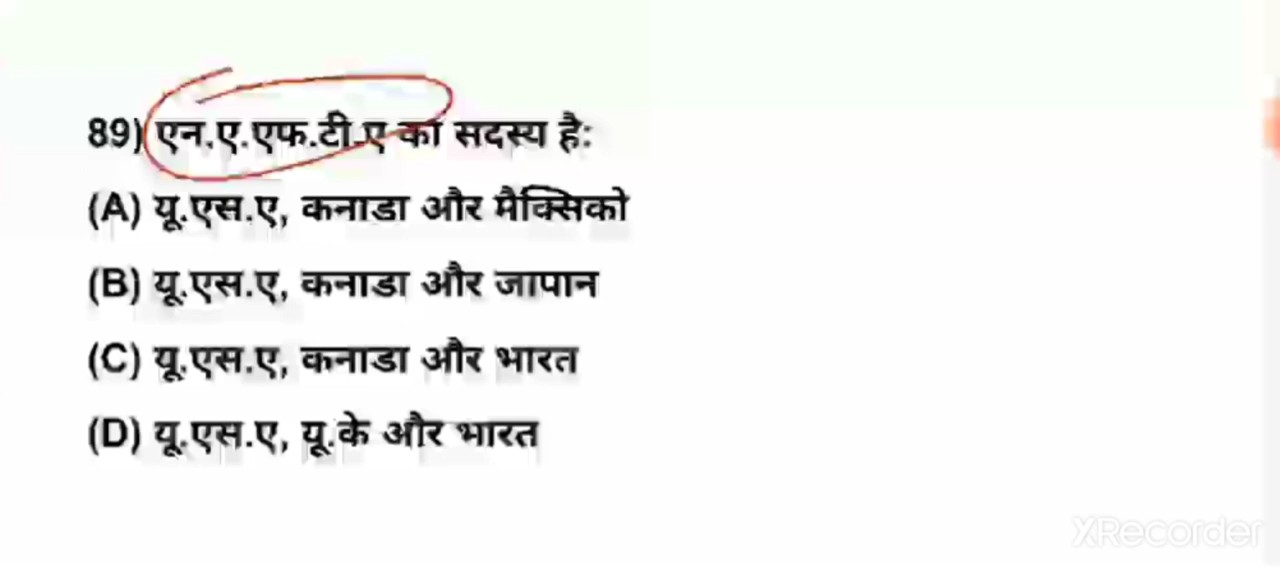 89) एन.ए.एफ.टी.ए का सदस्य है:
(A) यू.एस.ए, कनाडा और मैक्सिको
(B) यू.एस.ए, कनाडा और जापान
(C) यू.एस.ए, कनाडा और भारत
(D) यू.एस.ए, यू.के और भारत
XRecorder